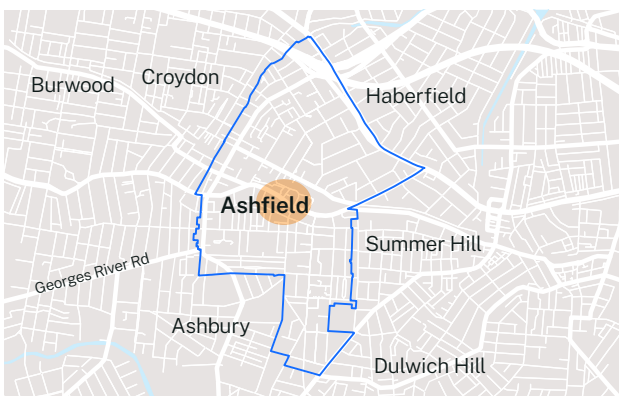 Croydon
Burwood
Haberfield
Ashfield
Summer Hill
Georges River Rd
Ashbury
Dulwich Hill